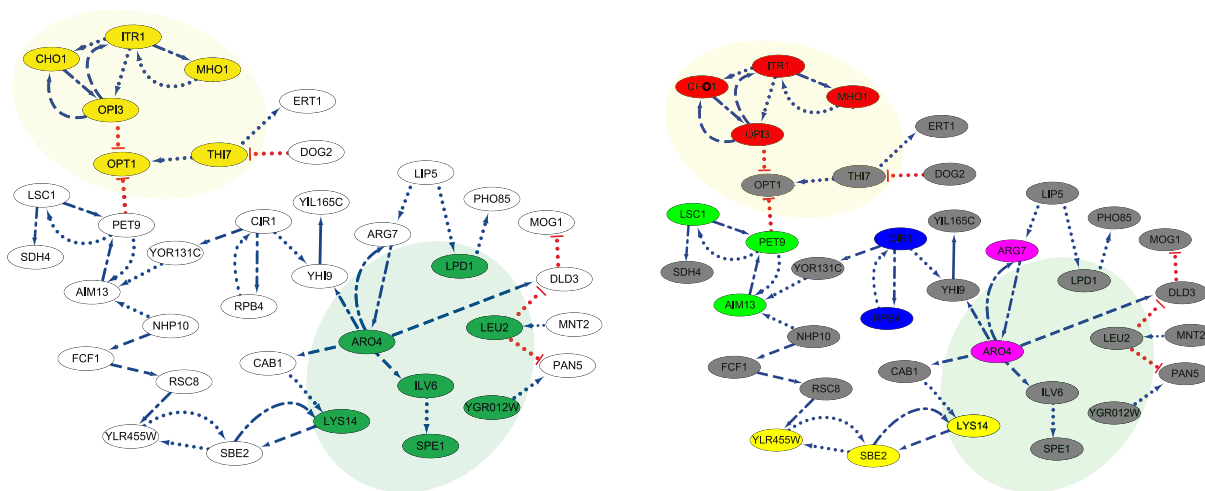 ITR1
CHO1
MHO1
OPI3
ERT1
OPT1
THI7
DOG2
LIP5
LSC1
YIL165C
PHO85
PET9
CIR1
MOG1
ARG7
YOR131C
SDH4
LPD1
YHI9
DLD3
AIM13
RPB4
LEU2
MNT2
NHP10
ARO4
FCF1
CAB1
PAN5
RSC8
ILV6
YGR012W
LYS14
YLR455W
SPE1
SBE2
ITR1
CHO1
MHO1
OPI3
ERT1
OPT1
THI7
DOG2
LIP5
LSC1
YIL165C
PHO85
PET9
CIR1
MOG1
ARG7
YOR131C
SDH4
LPD1
YHI9
DLD3
AIM13
RPB4
LEU2
MNT2
NHP10
ARO4
FCF1
CAB1
PAN5
RSC8
ILV6
YGR012W
LYS14
YLR455W
SPE1
SBE2